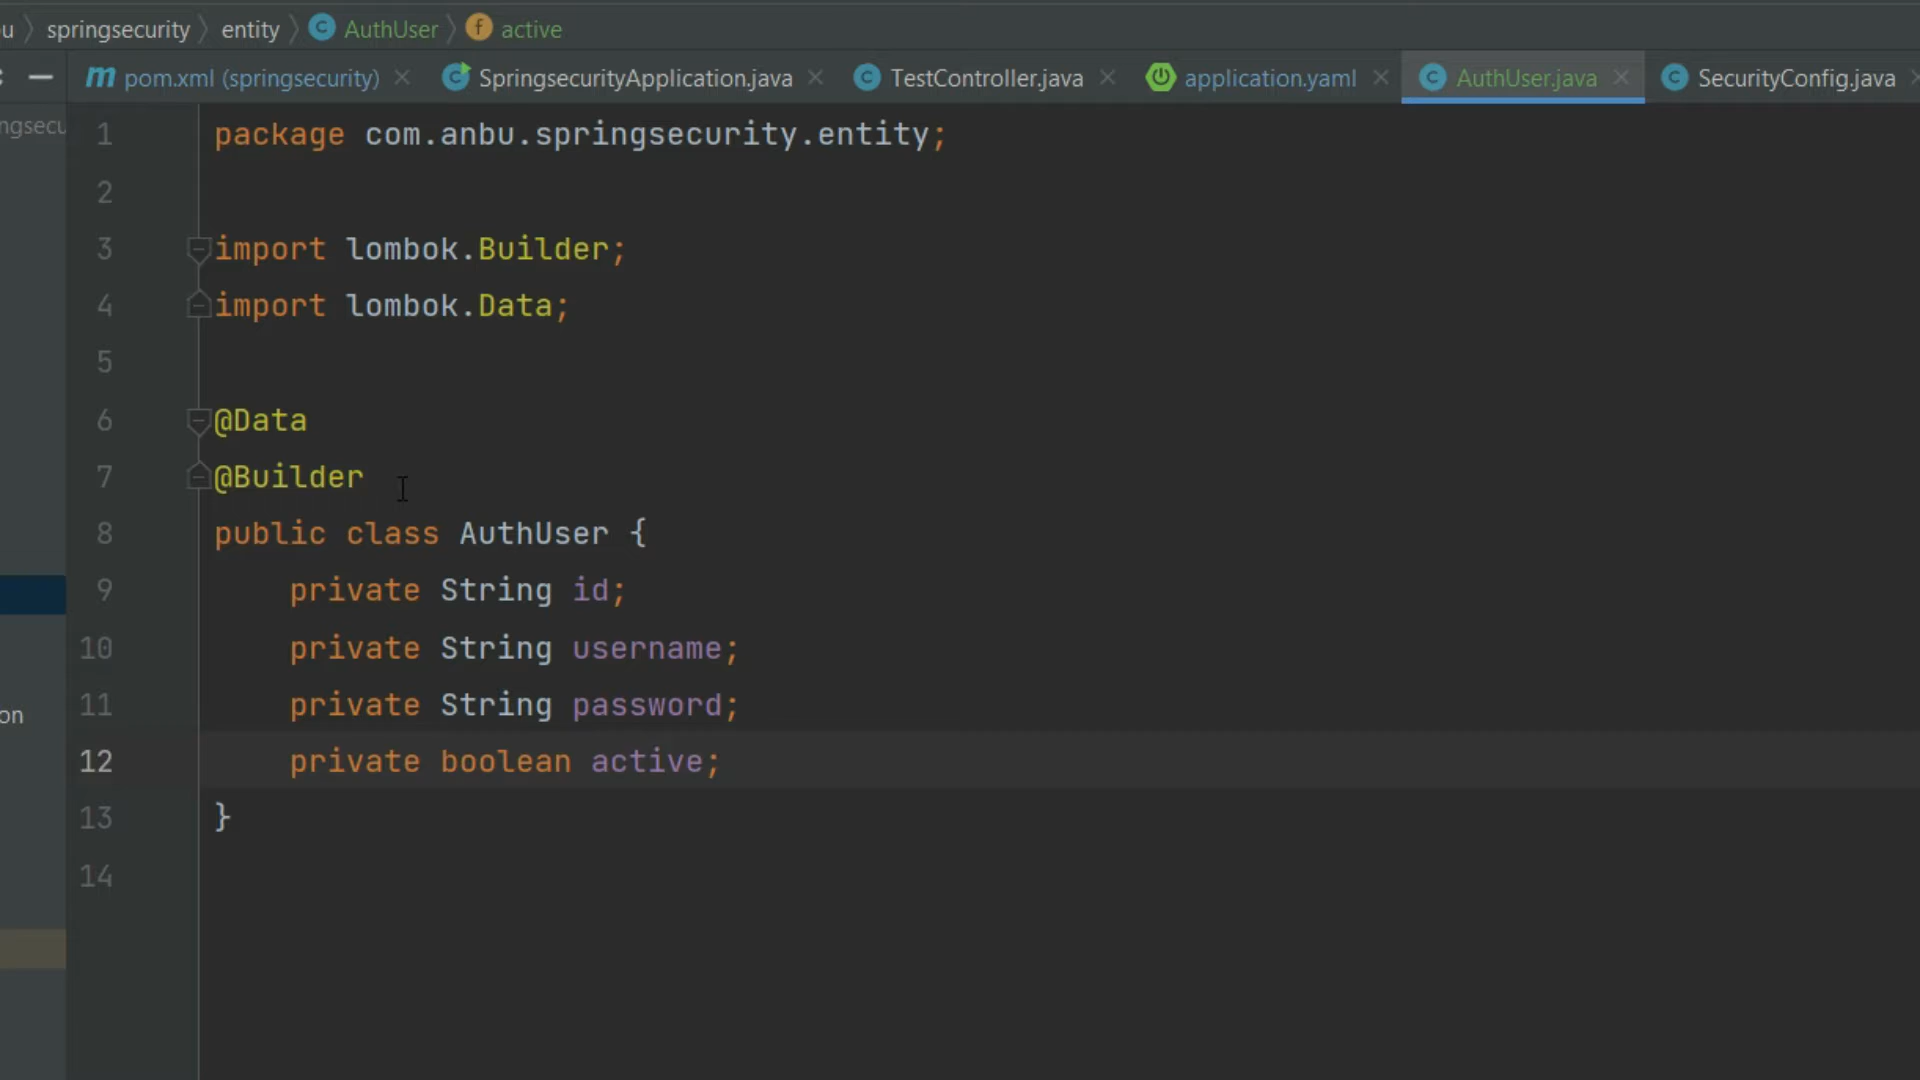 u springsecurity entity AuthUser active
pom.xml (springsecurity) SpringsecurityApplication.java TestController.java application.yaml AuthUser.java SecurityConfig.java
ngsecu
1 package com.anbu.springsecurity.entity;
2
3 import lombok.Builder;
4 import lombok.Data;
5
6 @Data
7 @Builder
8 public class AuthUser {
9 private String id;
10 private String username;
11 private String password;
on
12 private boolean active;
13 }
14